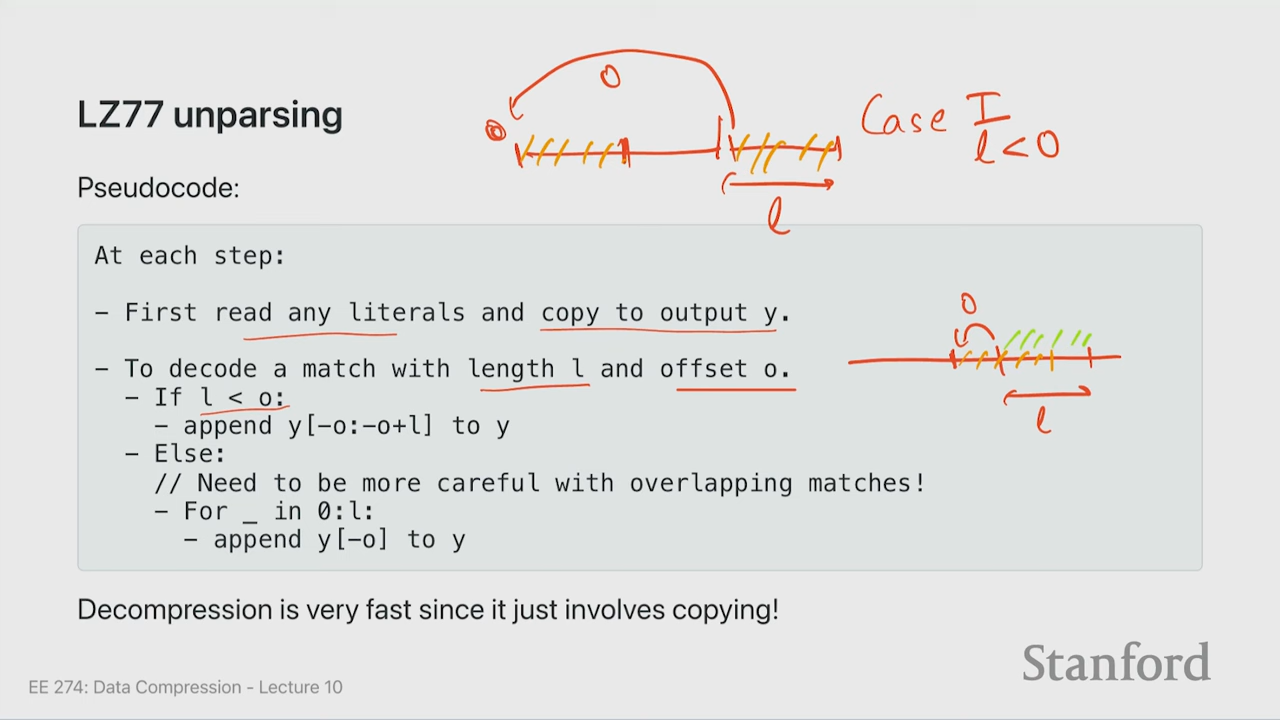 LZ77 unparsing
O
Case I
l < O
l
Pseudocode:
At each step:
- First read any literals and copy to output y.
- To decode a match with length l and offset o.
- If l < o:
- append y[-o:-o+l] to y
- Else:
// Need to be more careful with overlapping matches!
- For _ in 0:l:
- append y[-o] to y
O
l
Decompression is very fast since it just involves copying!
Stanford
EE 274: Data Compression - Lecture 10